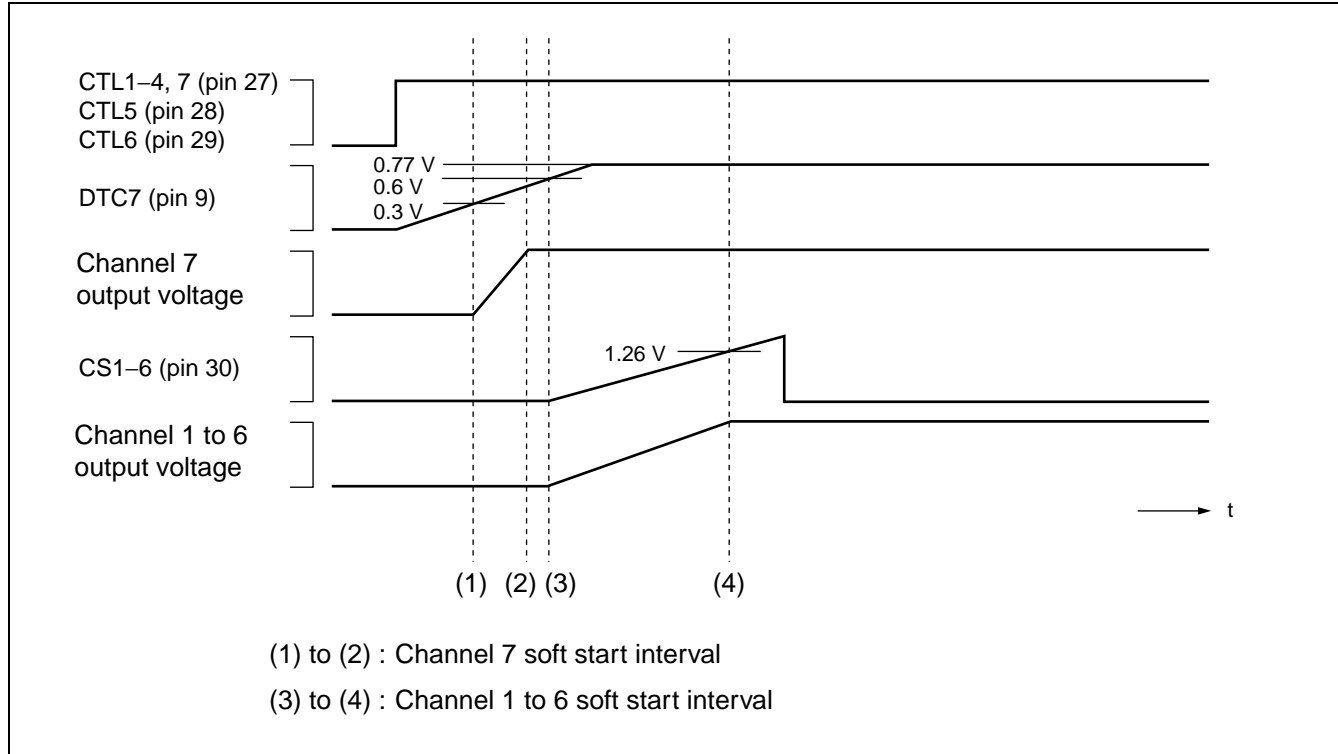 CTL1−4, 7 (pin 27)
CTL5 (pin 28)
CTL6 (pin 29)
0.77 V
0.6 V
DTC7 (pin 9)
0.3 V
Channel 7
output voltage
1.26 V
CS1−6 (pin 30)
Channel 1 to 6
output voltage
t
(1) (2) (3) (4)
(1) to (2) : Channel 7 soft start interval
(3) to (4) : Channel 1 to 6 soft start interval